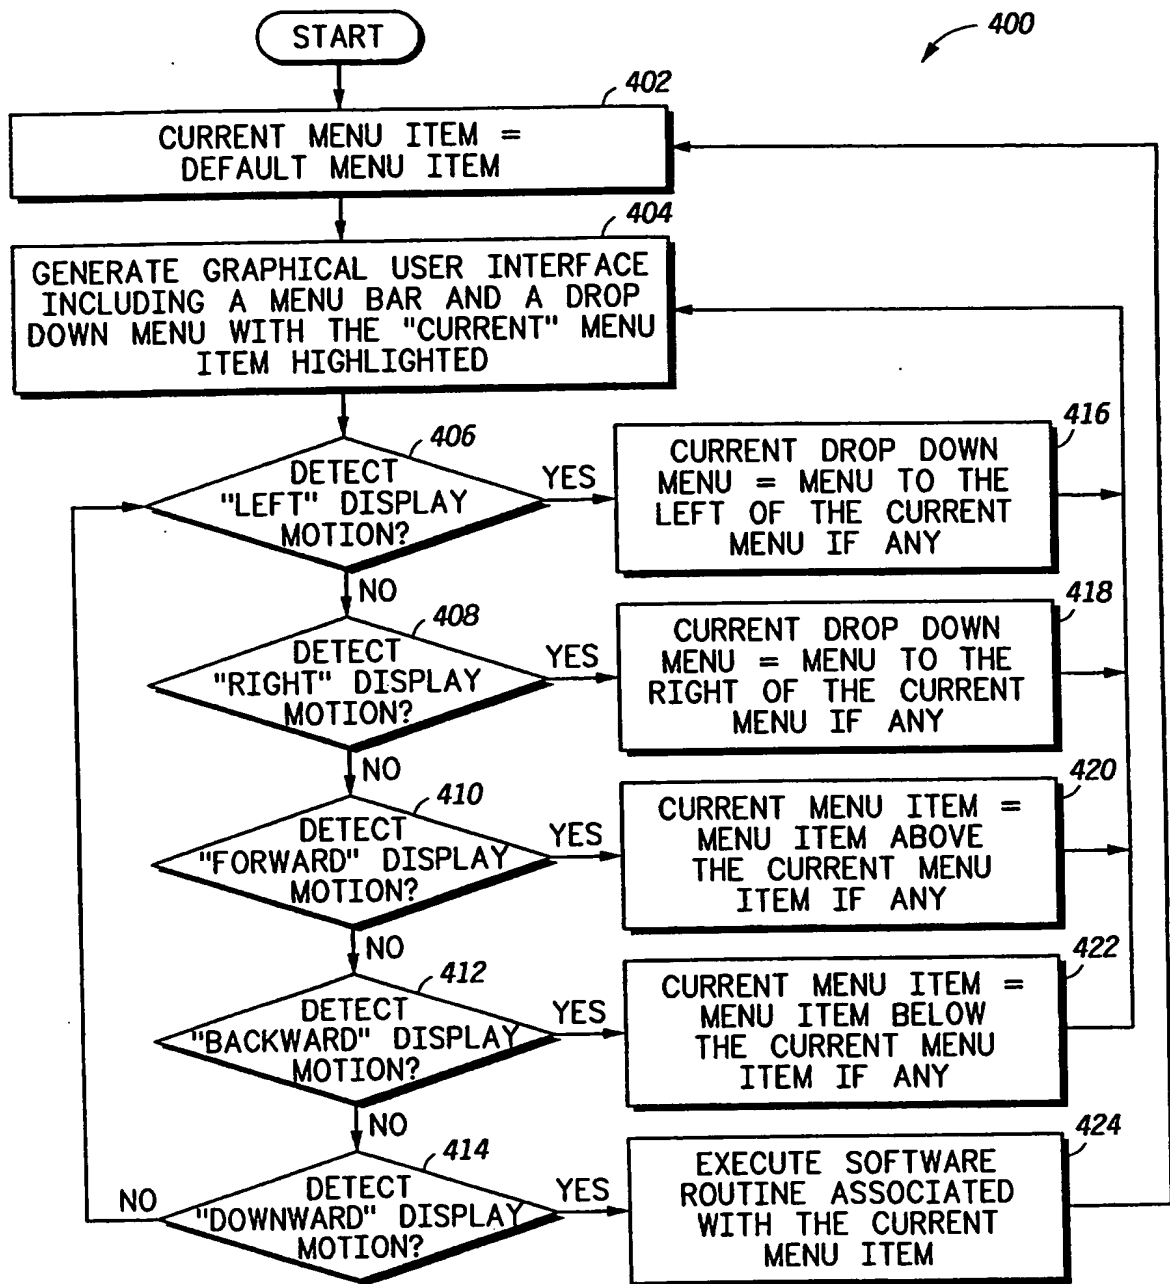 START
400
402
CURRENT MENU ITEM =
DEFAULT MENU ITEM
404
GENERATE GRAPHICAL USER INTERFACE
INCLUDING A MENU BAR AND A DROP
DOWN MENU WITH THE "CURRENT" MENU
ITEM HIGHLIGHTED
406
DETECT
"LEFT" DISPLAY
MOTION?
YES
416
CURRENT DROP DOWN
MENU = MENU TO THE
LEFT OF THE CURRENT
MENU IF ANY
NO
408
DETECT
"RIGHT" DISPLAY
MOTION?
YES
418
CURRENT DROP DOWN
MENU = MENU TO THE
RIGHT OF THE CURRENT
MENU IF ANY
NO
410
DETECT
"FORWARD" DISPLAY
MOTION?
YES
420
CURRENT MENU ITEM =
MENU ITEM ABOVE
THE CURRENT MENU
ITEM IF ANY
NO
412
DETECT
"BACKWARD" DISPLAY
MOTION?
YES
422
CURRENT MENU ITEM =
MENU ITEM BELOW
THE CURRENT MENU
ITEM IF ANY
NO
414
DETECT
"DOWNWARD" DISPLAY
MOTION?
NO
YES
424
EXECUTE SOFTWARE
ROUTINE ASSOCIATED
WITH THE CURRENT
MENU ITEM